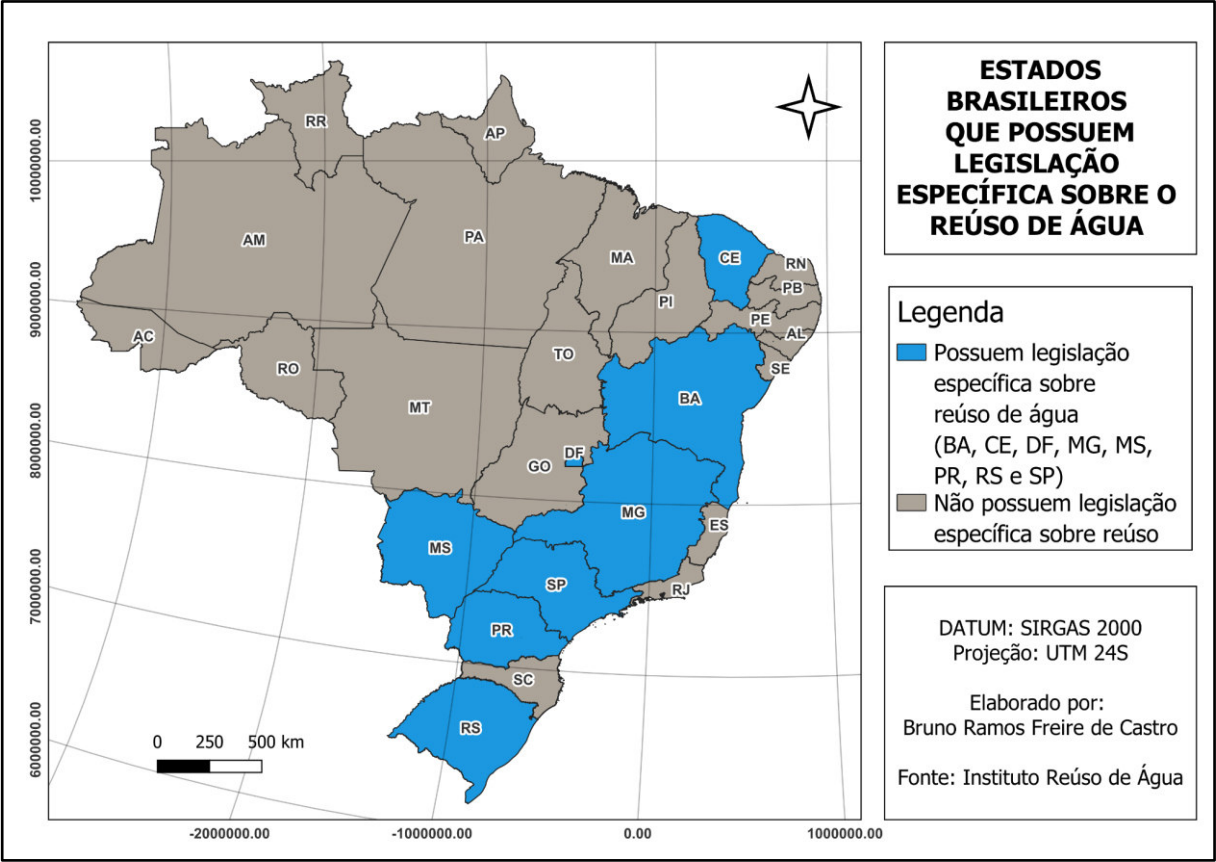 ESTADOS
BRASILEIROS
QUE POSSUEM
LEGISLAÇÃO
ESPECÍFICA SOBRE O
REÚSO DE ÁGUA
Legenda
Possuem legislação
específica sobre
reúso de água
(BA, CE, DF, MG, MS,
PR, RS e SP)
Não possuem legislação
específica sobre reúso
DATUM: SIRGAS 2000
Projeção: UTM 24S
Elaborado por:
Bruno Ramos Freire de Castro
Fonte: Instituto Reúso de Água
RR
AP
AM
PA
MA
CE
RN
PB
PI
PE
AL
AC
RO
TO
SE
MT
BA
GO
DF
MG
ES
MS
SP
RJ
PR
SC
RS
0 250 500 km
10000000.00
9000000.00
8000000.00
7000000.00
6000000.00
-2000000.00
-1000000.00
0.00
1000000.00